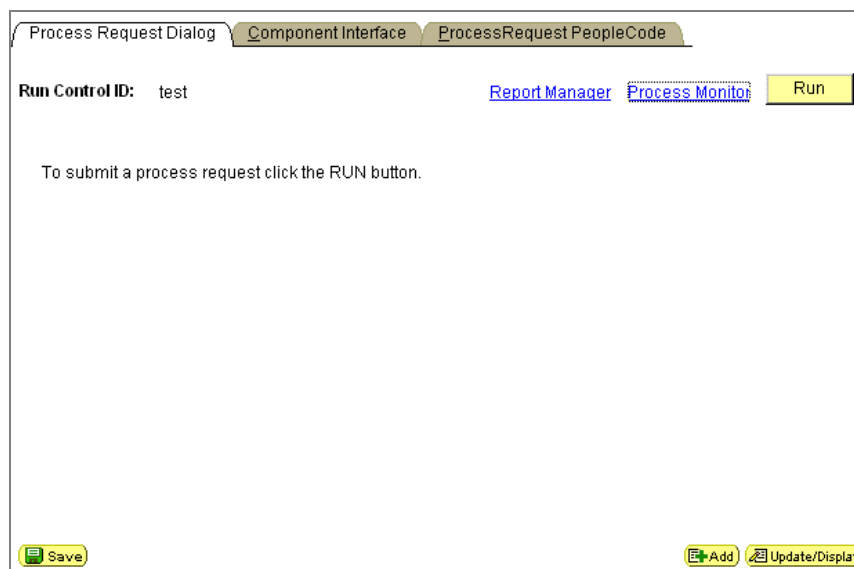 Process Request Dialog Component Interface ProcessRequest PeopleCode
Run Control ID: test Report Manager Process Monitor Run
To submit a process request click the RUN button.
Save Add Update/Displa